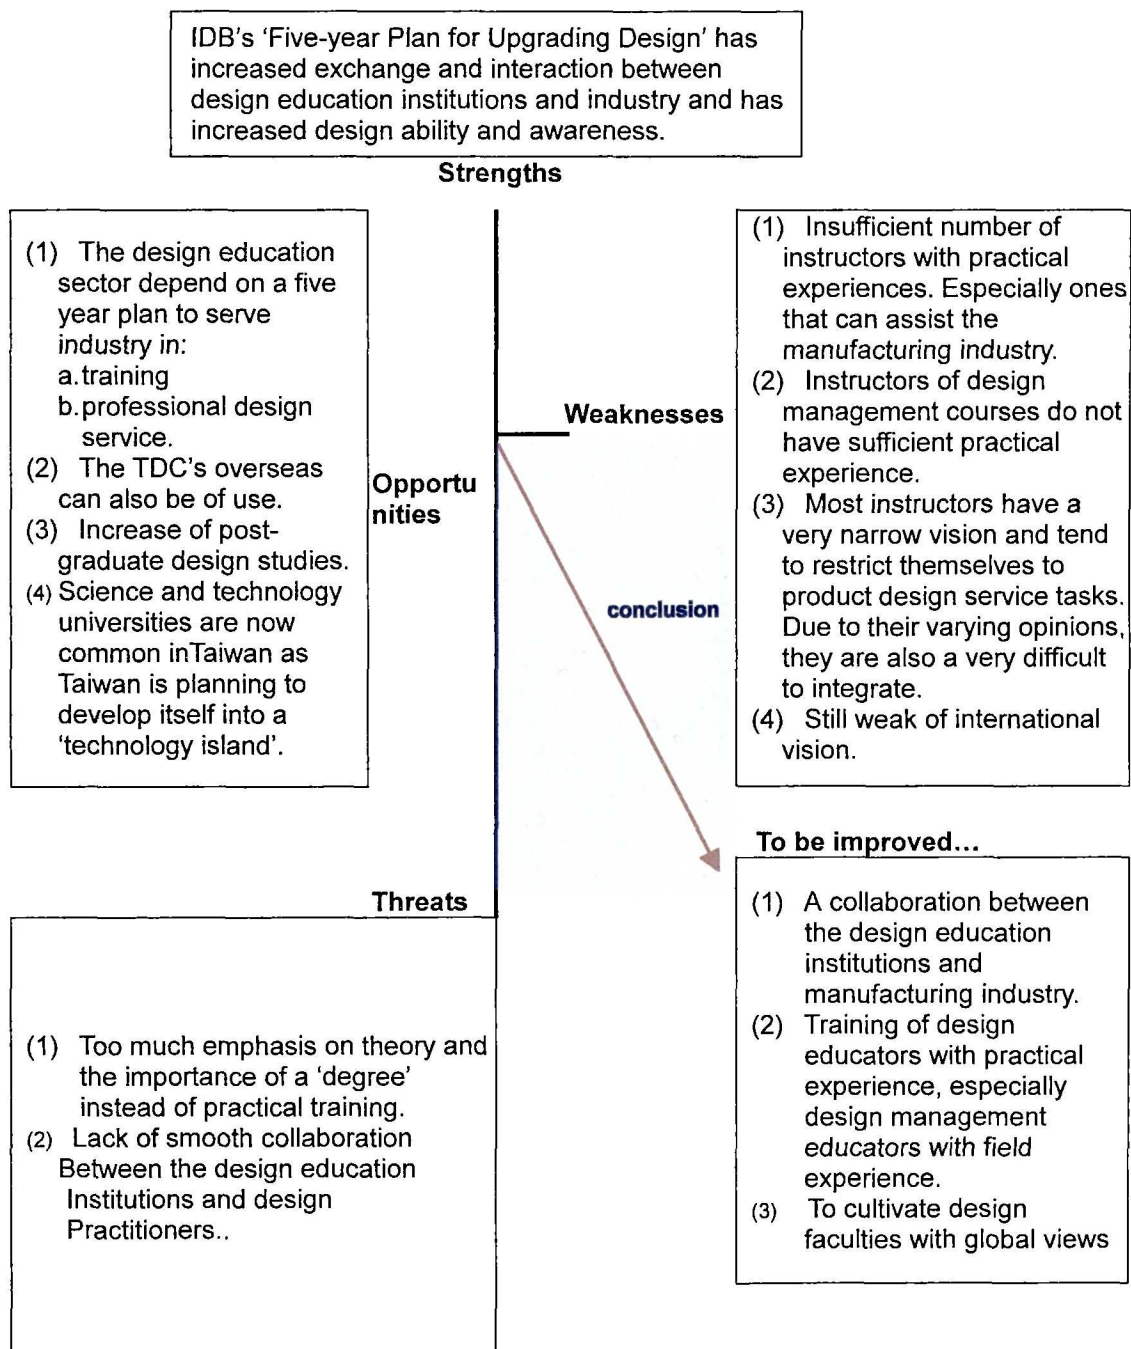 IDB's 'Five-year Plan for Upgrading Design' has
increased exchange and interaction between
design education institutions and industry and has
increased design ability and awareness.
Strengths
(1) The design education
sector depend on a five
year plan to serve
industry in:
a.training
b.professional design
service.
(2) The TDC's overseas
can also be of use.
(3) Increase of post-
graduate design studies.
(4) Science and technology
universities are now
common inTaiwan as
Taiwan is planning to
develop itself into a
'technology island'.
Opportu
nities
Weaknesses
(1) Insufficient number of
instructors with practical
experiences. Especially ones
that can assist the
manufacturing industry.
(2) Instructors of design
management courses do not
have sufficient practical
experience.
(3) Most instructors have a
very narrow vision and tend
to restrict themselves to
product design service tasks.
Due to their varying opinions,
they are also a very difficult
to integrate.
(4) Still weak of international
vision.
conclusion
Threats
(1) Too much emphasis on theory and
the importance of a 'degree'
instead of practical training.
(2) Lack of smooth collaboration
Between the design education
Institutions and design
Practitioners..
To be improved...
(1) A collaboration between
the design education
institutions and
manufacturing industry.
(2) Training of design
educators with practical
experience, especially
design management
educators with field
experience.
(3) To cultivate design
faculties with global views